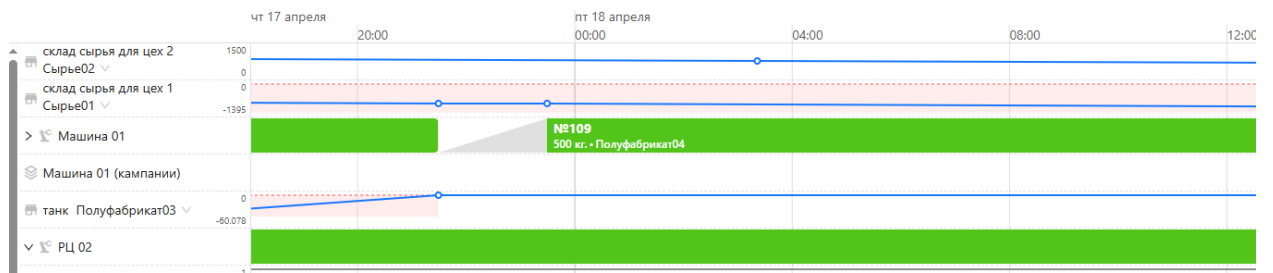 чт 17 апреля
пт 18 апреля
20:00
00:00
04:00
08:00
12:00
склад сырья для цех 2
1500
Сырье02
0
склад сырья для цех 1
0
Сырье01
-1395
Машина 01
№109
500 кг. • Полуфабрикат04
Машина 01 (кампании)
0
танк Полуфабрикат03
-60.078
РЦ 02
1